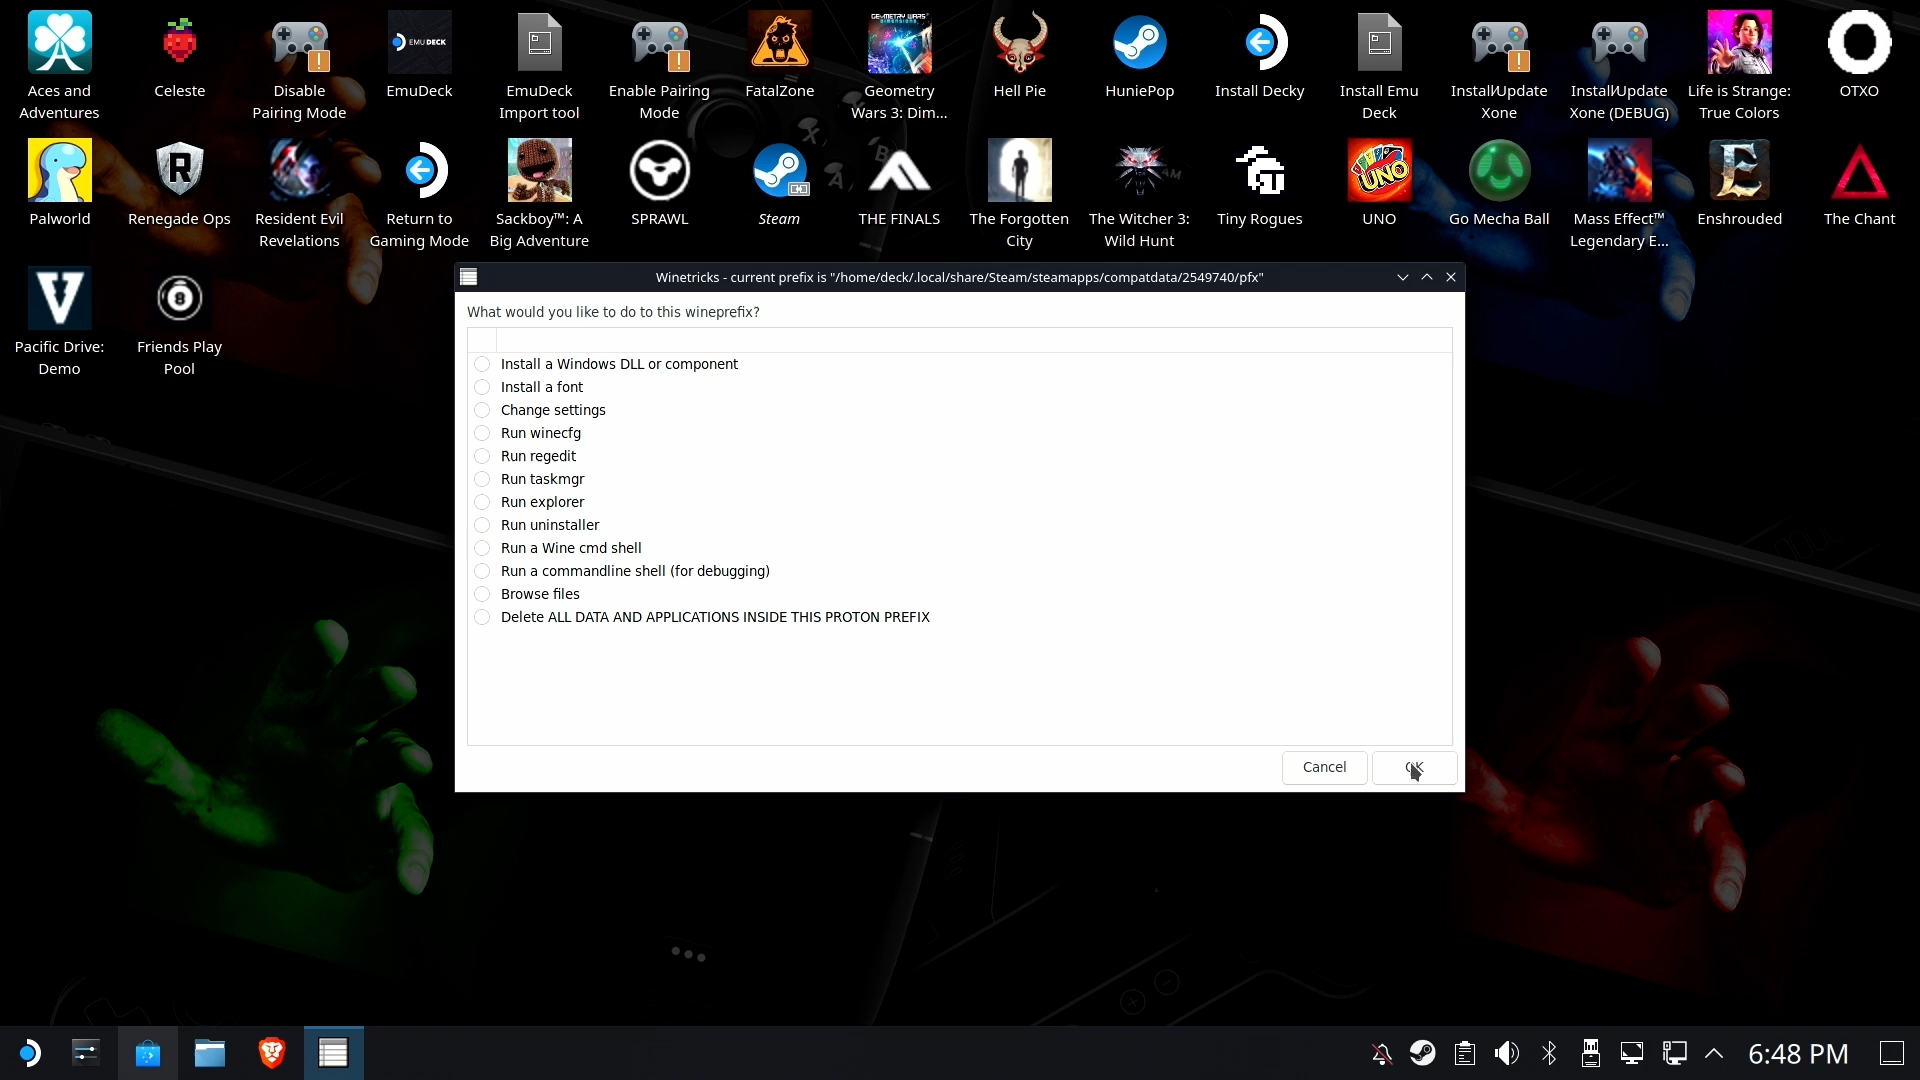 Aces and
Adventures
Celeste
Disable
Pairing Mode
EMUDECK
EmuDeck
EmuDeck
Import tool
Enable Pairing
Mode
FatalZone
GEOMETRY WARS³
DIMENSIONS
Geometry
Wars 3: Dim...
Hell Pie
HuniePop
Install Decky
Install Emu
Deck
Install⁄Update
Xone
Install⁄Update
Xone (DEBUG)
Life is Strange:
True Colors
OTXO
Palworld
R
Renegade Ops
Resident Evil
Revelations
Return to
Gaming Mode
Sackboy™: A
Big Adventure
SPRAWL
Steam
THE FINALS
The Forgotten
City
The Witcher 3:
Wild Hunt
Tiny Rogues
UNO
UNO
Go Mecha Ball
Mass Effect™
Legendary E...
E
Enshrouded
The Chant
X
B
A
V
Pacific Drive:
Demo
8
Friends Play
Pool
Winetricks - current prefix is "/home/deck/.local/share/Steam/steamapps/compatdata/2549740/pfx"
What would you like to do to this wineprefix?
Install a Windows DLL or component
Install a font
Change settings
Run winecfg
Run regedit
Run taskmgr
Run explorer
Run uninstaller
Run a Wine cmd shell
Run a commandline shell (for debugging)
Browse files
Delete ALL DATA AND APPLICATIONS INSIDE THIS PROTON PREFIX
Cancel
OK
6:48 PM